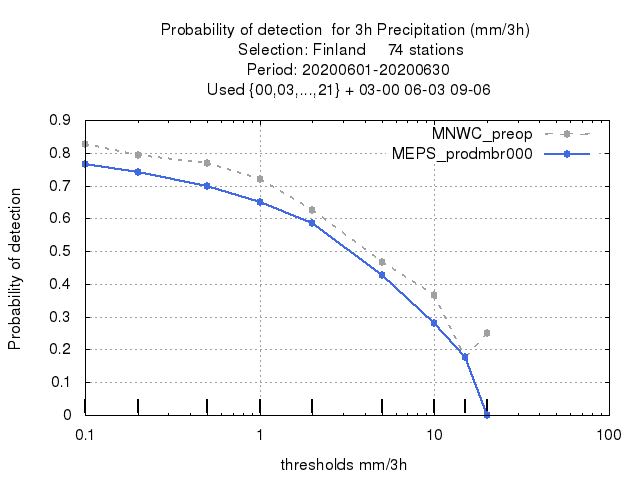 Probability of detection  for 3h Precipitation (mm/3h)
Selection: Finland     74 stations
Period: 20200601-20200630
Used {00,03,...,21} + 03-00 06-03 09-06
MNWC_preop
MEPS_prodmbr000
Probability of detection
0.9
0.8
0.7
0.6
0.5
0.4
0.3
0.2
0.1
0
0.1 1 10 100
thresholds mm/3h